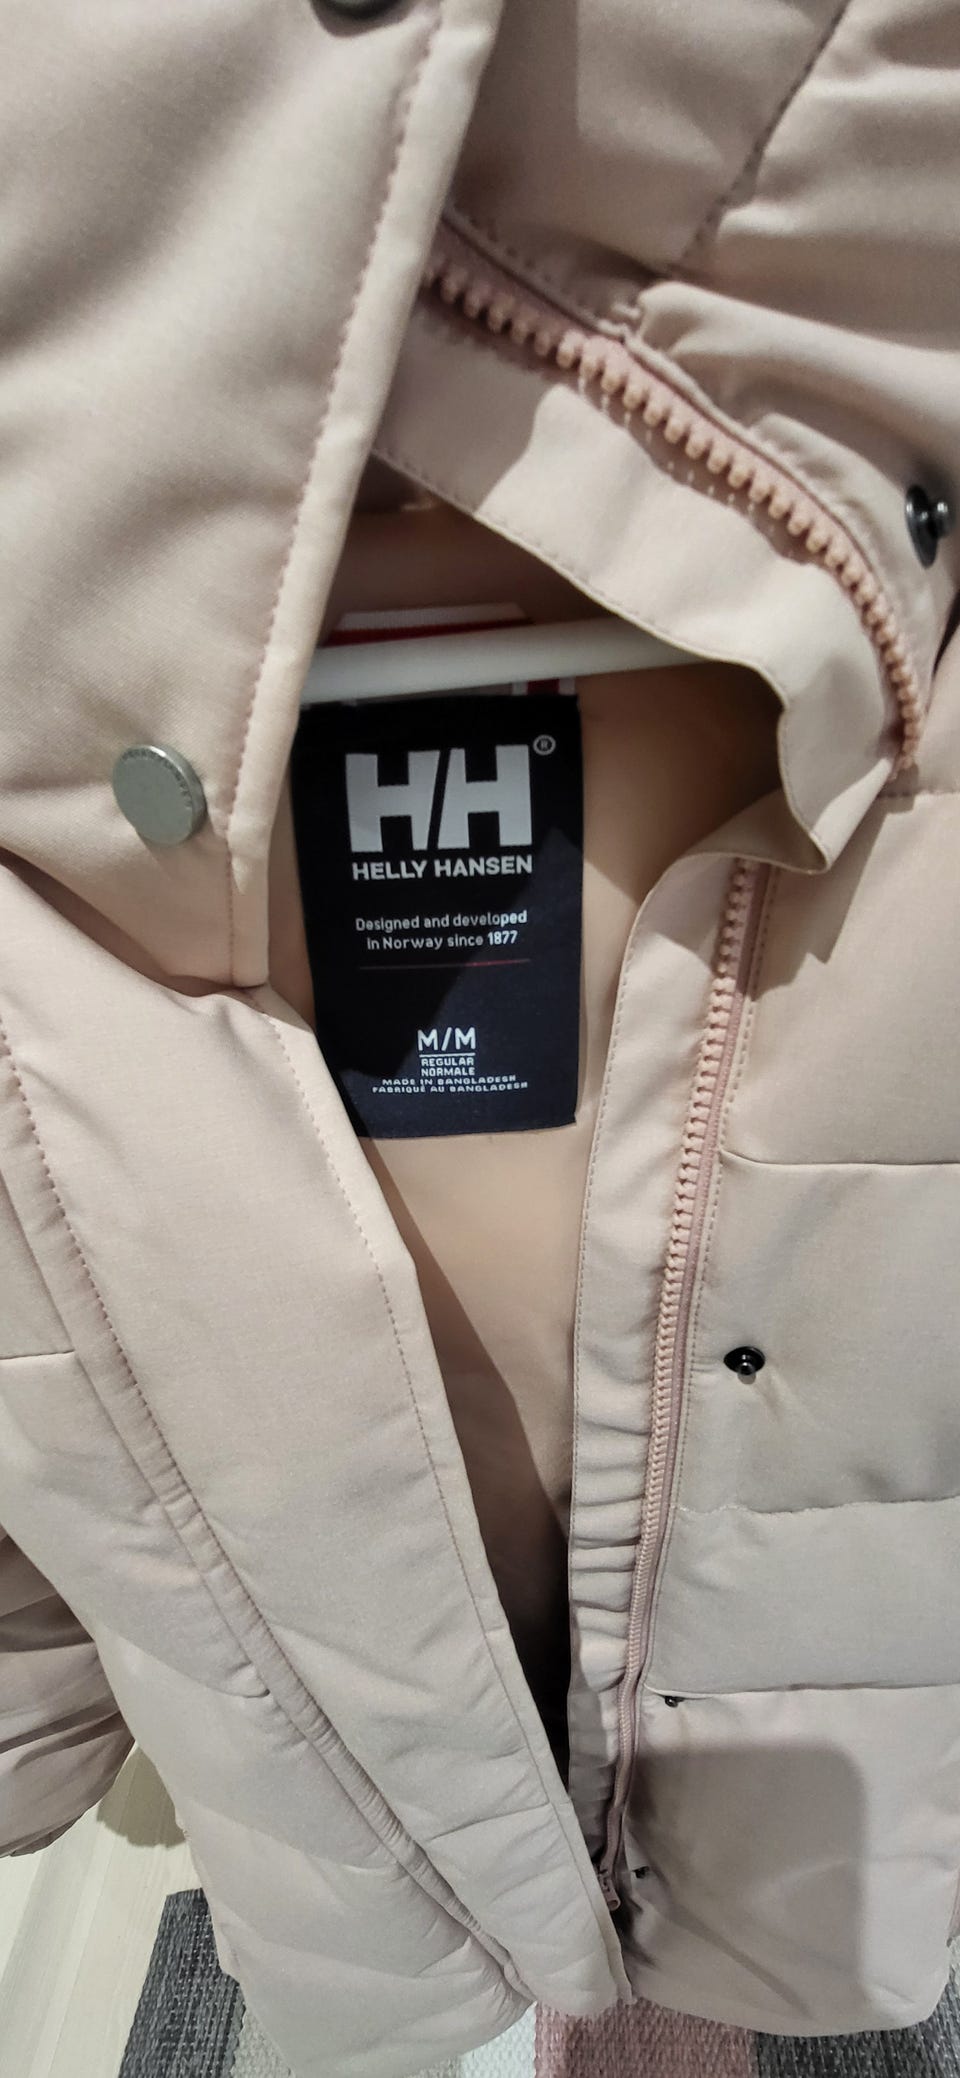 HH®
HELLY HANSEN
Designed and developed
in Norway since 1877
M/M
REGULAR
NORMALE
MADE IN BANGLADESH
FABRIQUÉ AU BANGLADESH